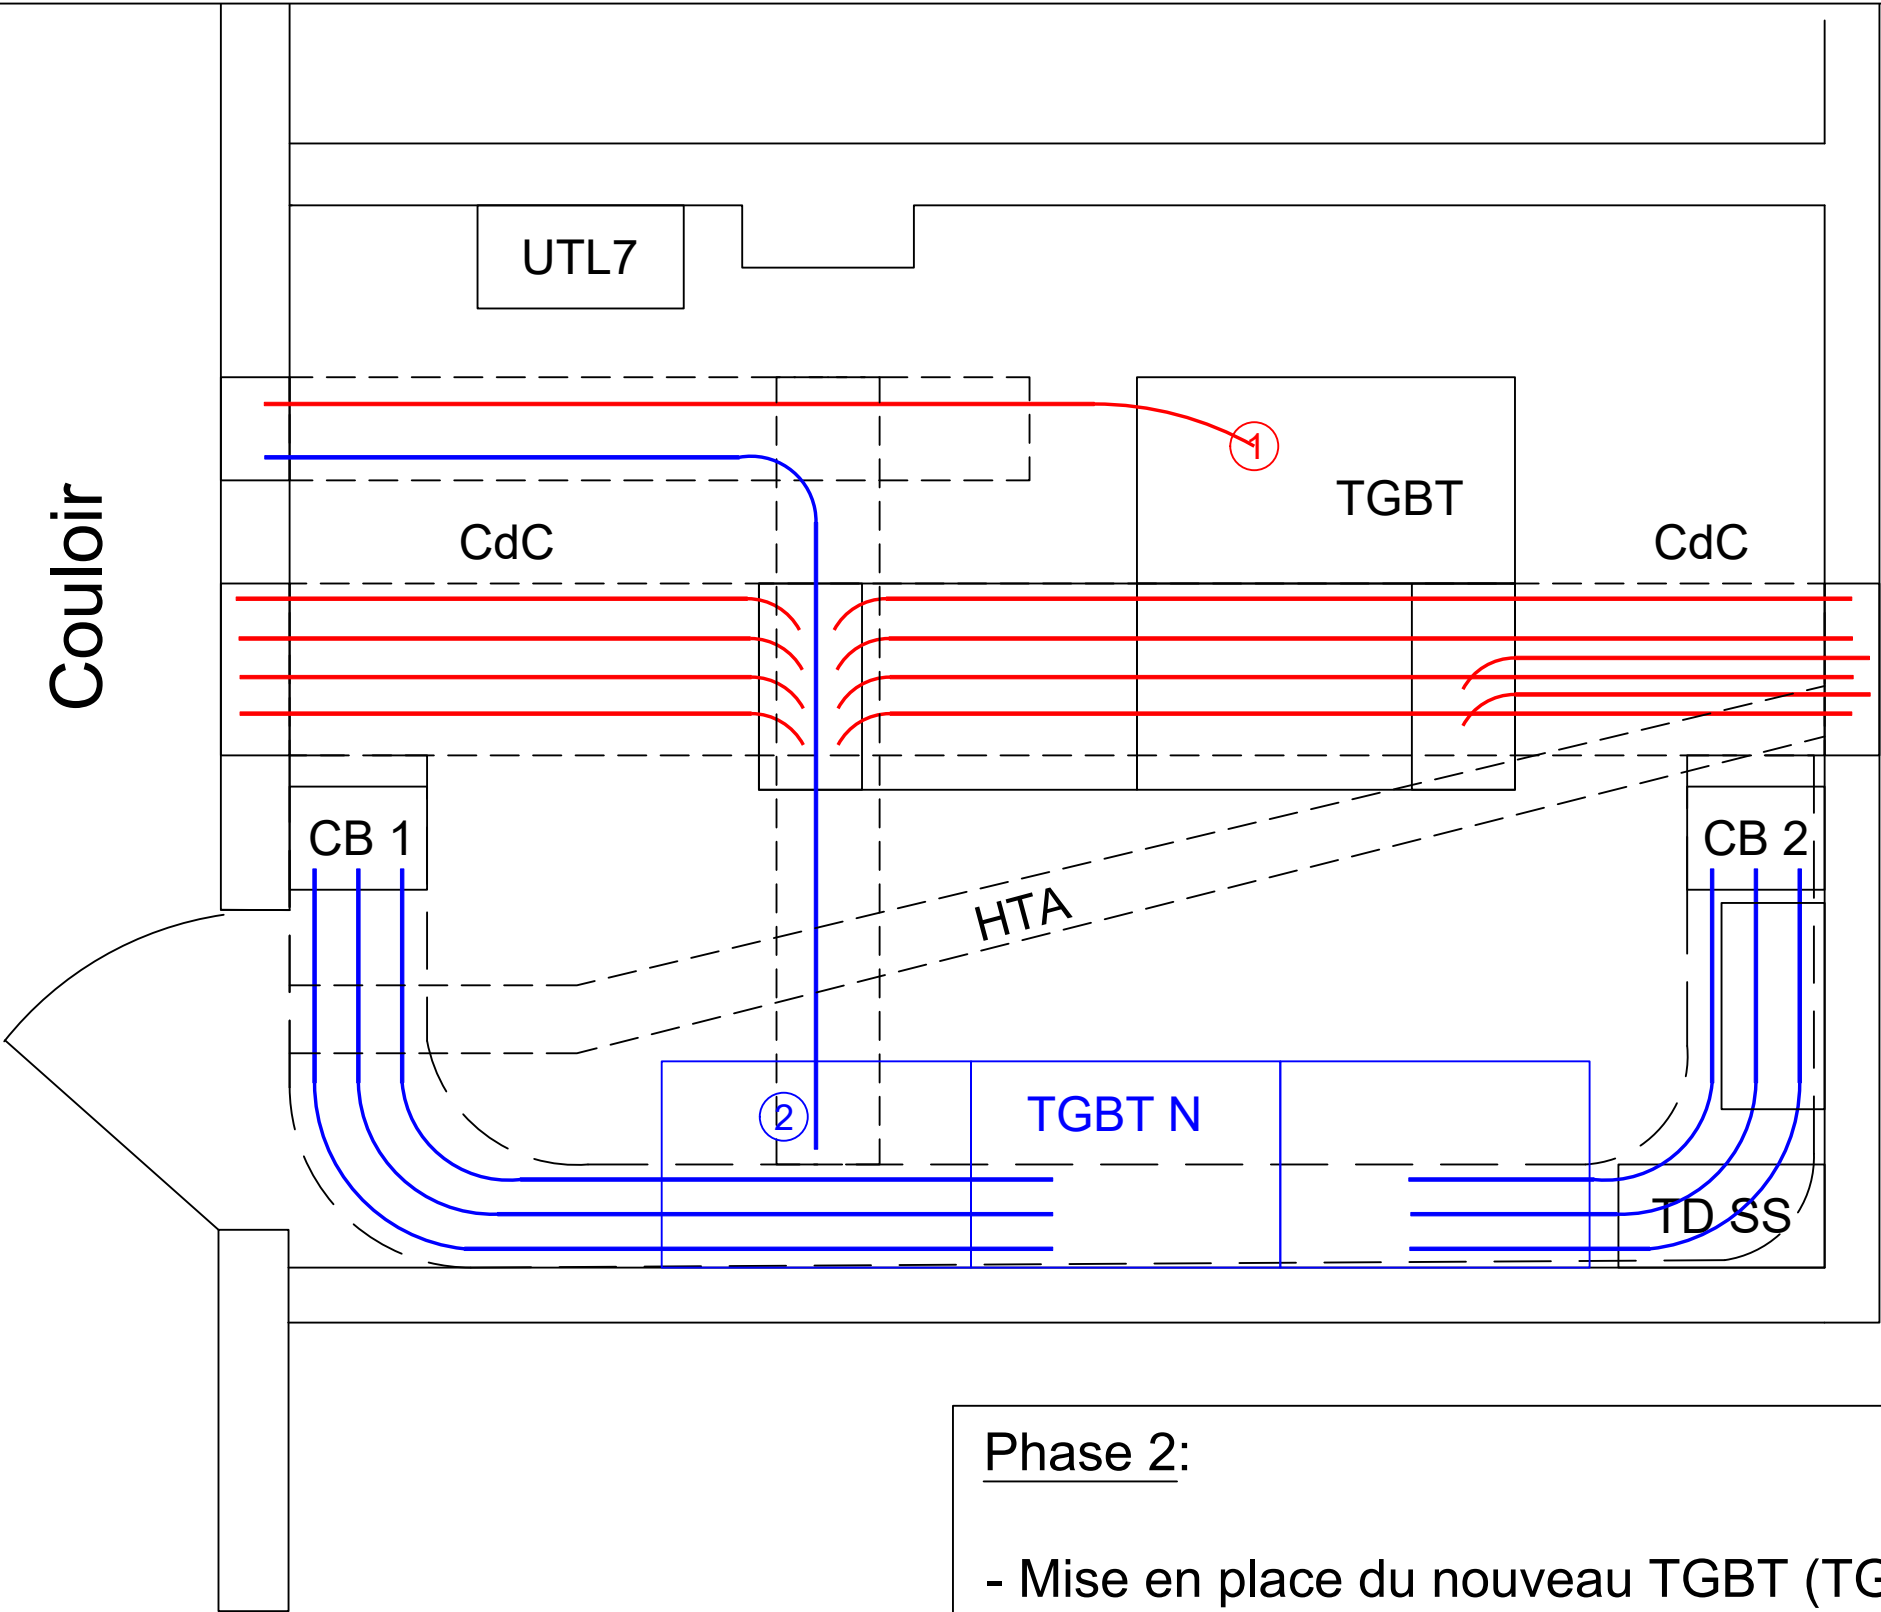 UTL7
1
TGBT
CdC
CdC
Couloir
CB 1
CB 2
HTA
2
TGBT N
TD SS
Phase 2:
- Mise en place du nouveau TGBT (TG